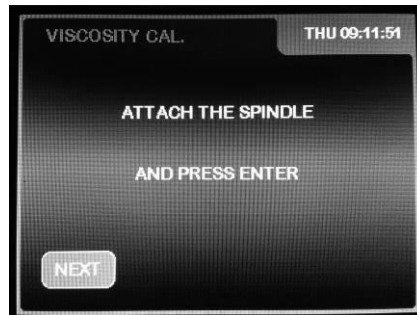 VISCOSITY CAL.
THU 09:11:51
ATTACH THE SPINDLE
AND PRESS ENTER
NEXT